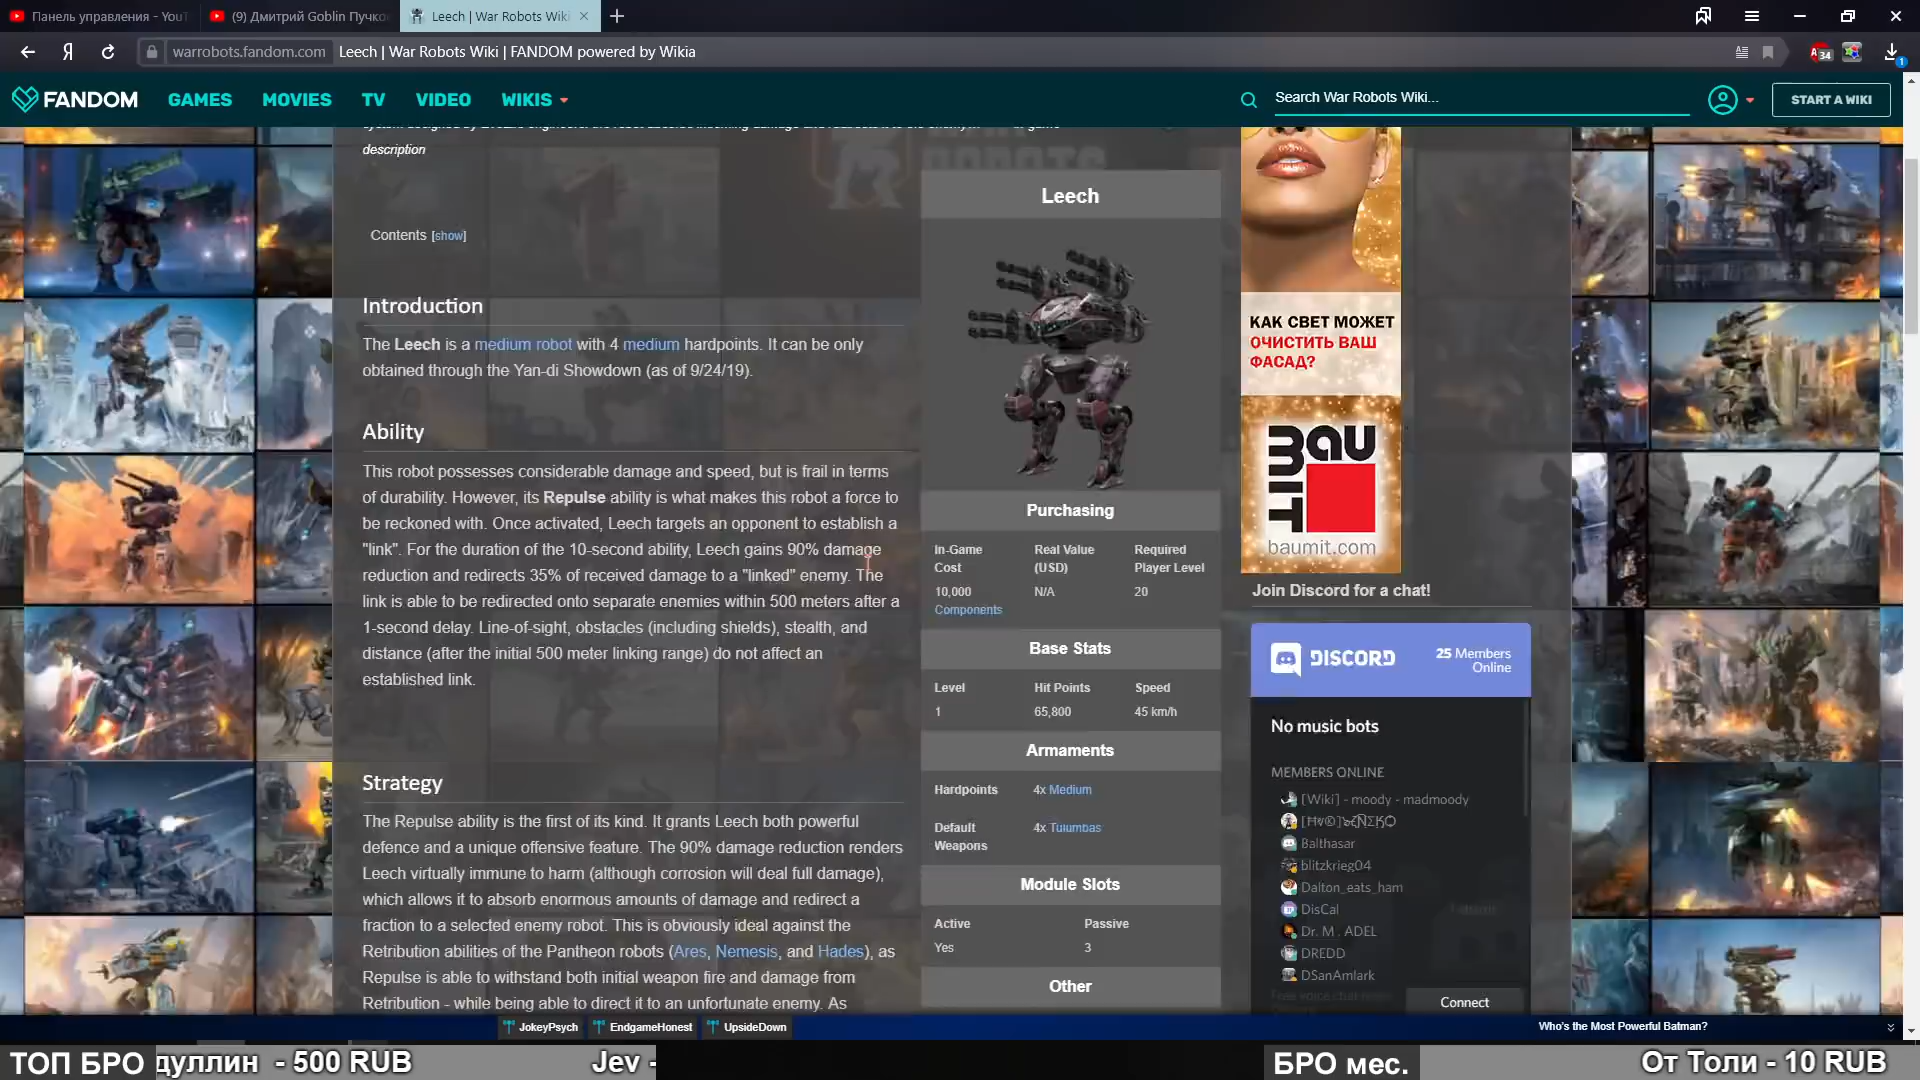 Панель управления - YouT
(9) Дмитрий Goblin Пучко
Leech | War Robots Wiki
warrobots.fandom.com
Leech | War Robots Wiki | FANDOM powered by Wikia
34
1
FANDOM
GAMES
MOVIES
TV
VIDEO
WIKIS
Search War Robots Wiki...
START A WIKI
description
Contents [show]
Introduction
The Leech is a medium robot with 4 medium hardpoints. It can be only
obtained through the Yan-di Showdown (as of 9/24/19).
Ability
This robot possesses considerable damage and speed, but is frail in terms
of durability. However, its Repulse ability is what makes this robot a force to
be reckoned with. Once activated, Leech targets an opponent to establish a
"link". For the duration of the 10-second ability, Leech gains 90% damage
reduction and redirects 35% of received damage to a "linked" enemy. The
link is able to be redirected onto separate enemies within 500 meters after a
1-second delay. Line-of-sight, obstacles (including shields), stealth, and
distance (after the initial 500 meter linking range) do not affect an
established link.
Strategy
The Repulse ability is the first of its kind. It grants Leech both powerful
defence and a unique offensive feature. The 90% damage reduction renders
Leech virtually immune to harm (although corrosion will deal full damage),
which allows it to absorb enormous amounts of damage and redirect a
fraction to a selected enemy robot. This is obviously ideal against the
Retribution abilities of the Pantheon robots (Ares, Nemesis, and Hades), as
Repulse is able to withstand both initial weapon fire and damage from
Retribution - while being able to direct it to an unfortunate enemy. As
Leech
Purchasing
In-Game Cost
Real Value (USD)
Required Player Level
10,000 Components
N/A
20
Base Stats
Level
Hit Points
Speed
1
65,800
45 km/h
Armaments
Hardpoints
4x Medium
Default Weapons
4x Tulumbas
Module Slots
Active
Passive
Yes
3
Other
КАК СВЕТ МОЖЕТ
ОЧИСТИТЬ ВАШ
ФАСАД?
BAUMIT
baumit.com
Join Discord for a chat!
DISCORD
25 Members
Online
No music bots
MEMBERS ONLINE
[Wiki] - moody - madmoody
Balthasar
blitzkrieg04
Dalton_eats_ham
DisCal
Dr. M . ADEL
DREDD
DSanAmlark
Connect
JokeyPsych
EndgameHonest
UpsideDown
Who's the Most Powerful Batman?
ТОП БРО
дуллин - 500 RUB
Jev -
БРО мес.
От Толи - 10 RUB